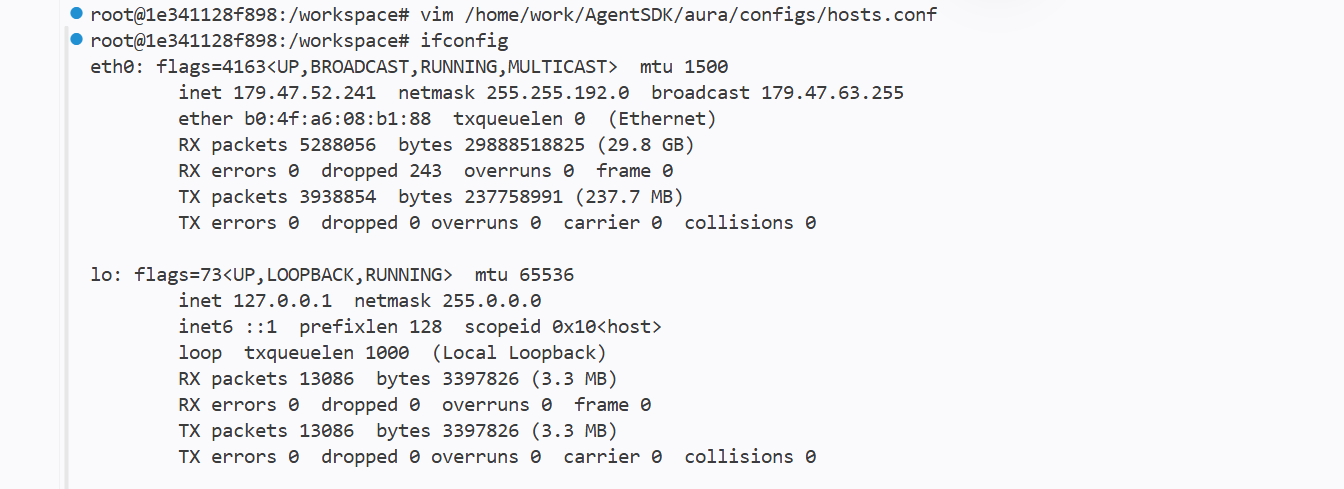 root@1e341128f898:/workspace# vim /home/work/AgentSDK/aura/configs/hosts.conf
root@1e341128f898:/workspace# ifconfig
eth0: flags=4163<UP,BROADCAST,RUNNING,MULTICAST>  mtu 1500
        inet 179.47.52.241  netmask 255.255.192.0  broadcast 179.47.63.255
        ether b0:4f:a6:08:b1:88  txqueuelen 0  (Ethernet)
        RX packets 5288056  bytes 29888518825 (29.8 GB)
        RX errors 0  dropped 243  overruns 0  frame 0
        TX packets 3938854  bytes 237758991 (237.7 MB)
        TX errors 0  dropped 0 overruns 0  carrier 0  collisions 0

lo: flags=73<UP,LOOPBACK,RUNNING>  mtu 65536
        inet 127.0.0.1  netmask 255.0.0.0
        inet6 ::1  prefixlen 128  scopeid 0x10<host>
        loop  txqueuelen 1000  (Local Loopback)
        RX packets 13086  bytes 3397826 (3.3 MB)
        RX errors 0  dropped 0  overruns 0  frame 0
        TX packets 13086  bytes 3397826 (3.3 MB)
        TX errors 0  dropped 0 overruns 0  carrier 0  collisions 0